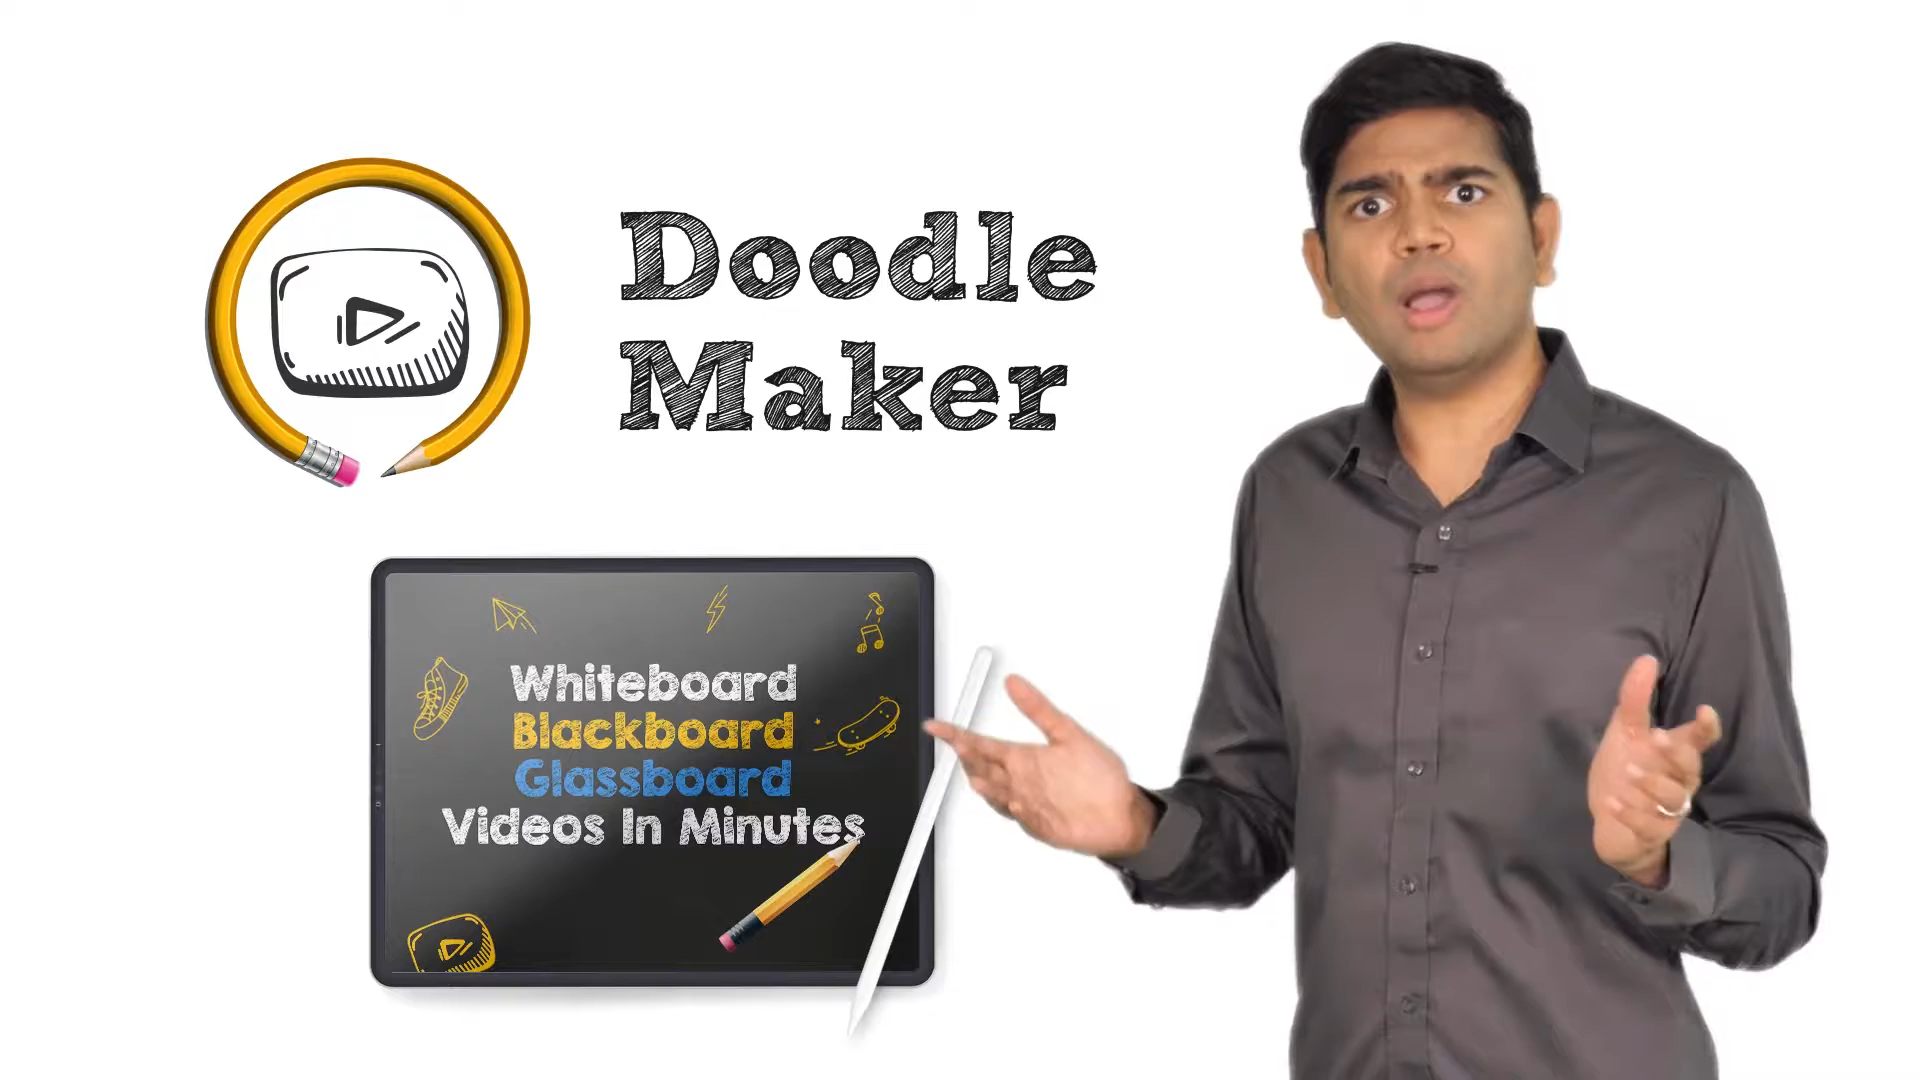 Doodle
Maker
Whiteboard
Blackboard
Glassboard
Videos In Minutes